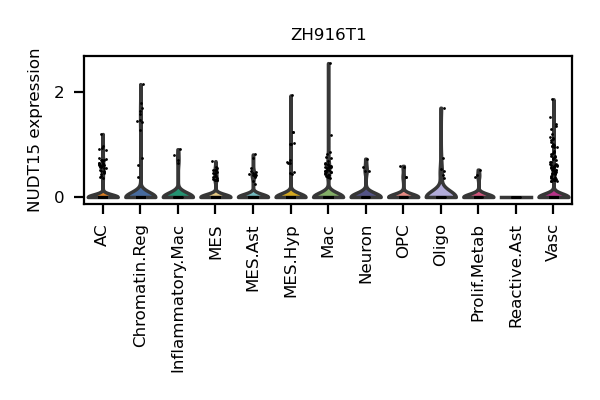 ZH916T1
NUDT15 expression
2
0
AC
Chromatin.Reg
Inflammatory.Mac
MES
MES.Ast
MES.Hyp
Mac
Neuron
OPC
Oligo
Prolif.Metab
Reactive.Ast
Vasc